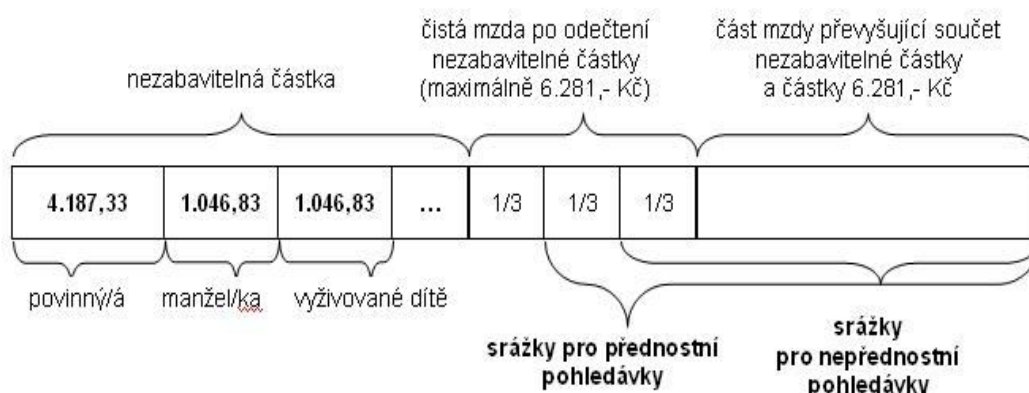 nezabavitelná částka
čistá mzda po odečtení
nezabavitelné částky
(maximálně 6.281,- Kč)
část mzdy převyšující součet
nezabavitelné částky
a částky 6.281,- Kč
4.187,33 1.046,83 1.046,83 ... 1/3 1/3 1/3
povinný/á manžel/ka vyživované dítě
srážky pro přednostní
pohledávky
srážky
pro nepřednostní
pohledávky